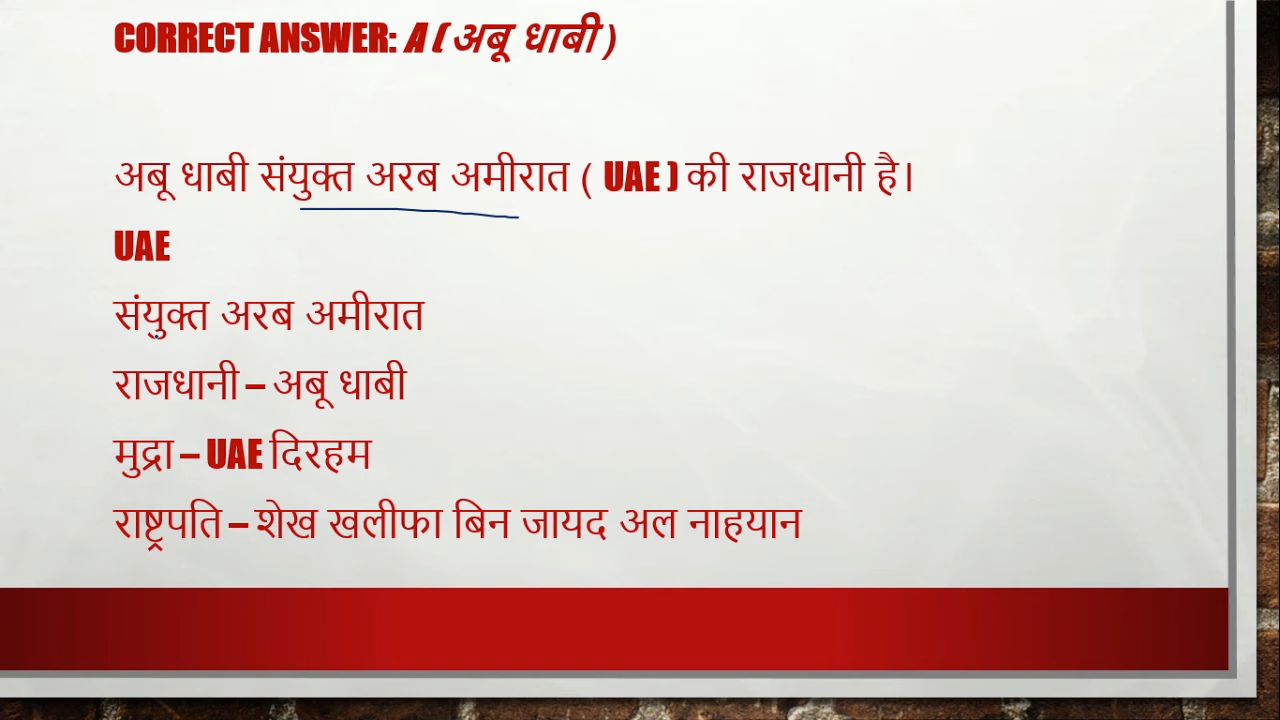 CORRECT ANSWER: A ( अबू धाबी )
अबू धाबी संयुक्त अरब अमीरात ( UAE ) की राजधानी है।
UAE
संयुक्त अरब अमीरात
राजधानी – अबू धाबी
मुद्रा – UAE दिरहम
राष्ट्रपति – शेख खलीफा बिन जायद अल नाहयान